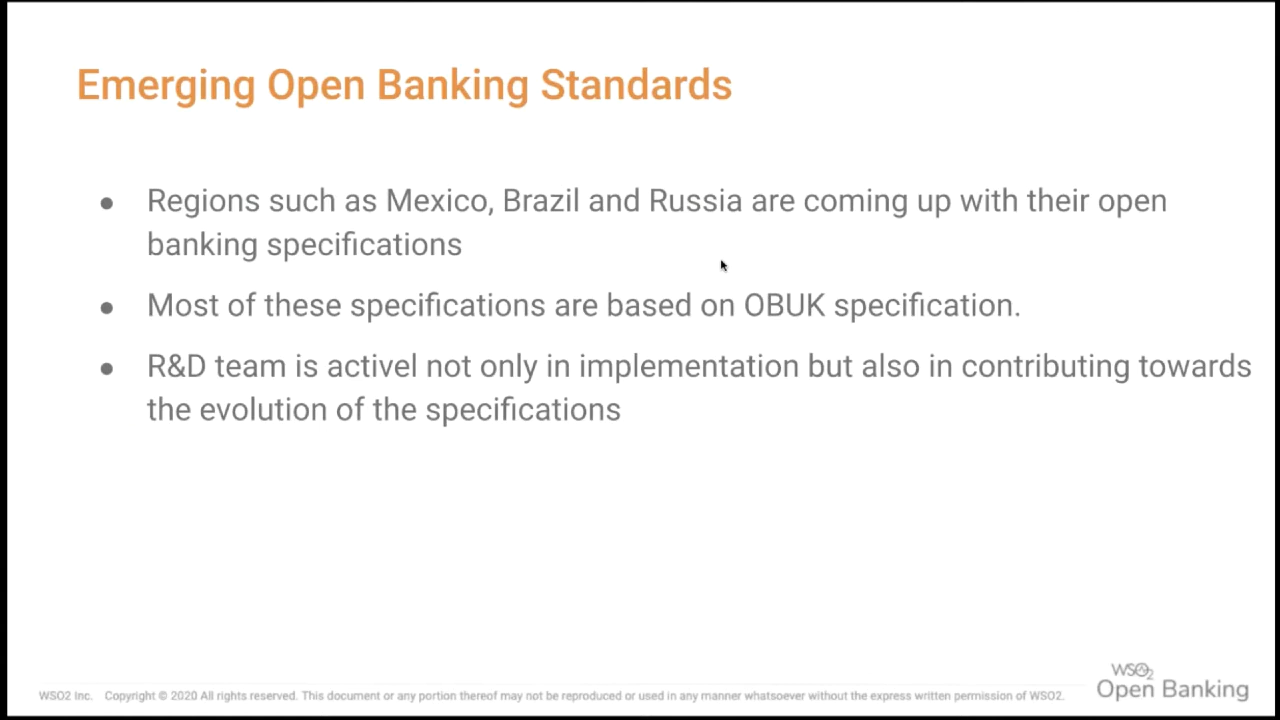 Emerging Open Banking Standards
● Regions such as Mexico, Brazil and Russia are coming up with their open
banking specifications
● Most of these specifications are based on OBUK specification.
● R&D team is activel not only in implementation but also in contributing towards
the evolution of the specifications
WSO2 Inc. Copyright © 2020 All rights reserved. This document or any portion thereof may not be reproduced or used in any manner whatsoever without the express written permission of WSO2.
WSO2
Open Banking